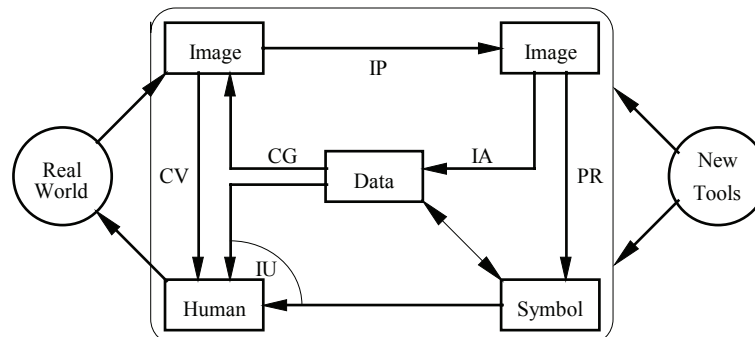 Image
Image
IP
Real
World
CV
CG
Data
IA
PR
New
Tools
IU
Human
Symbol